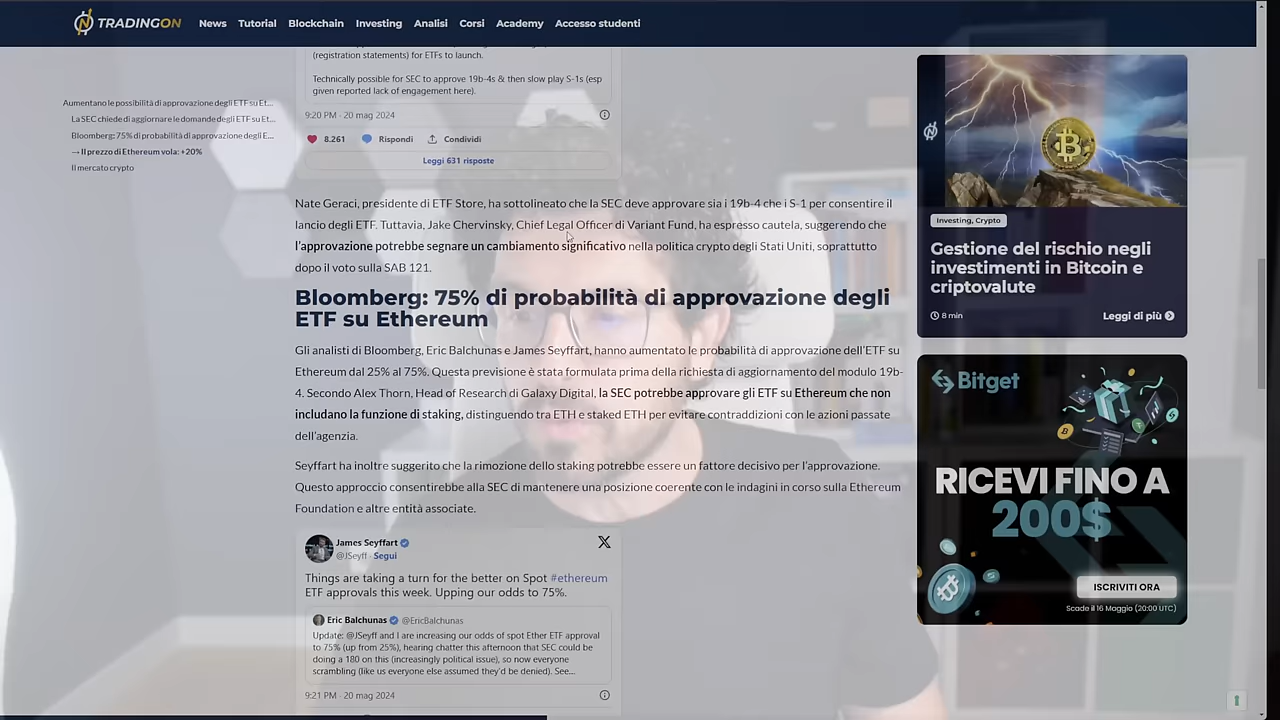 TRADINGON
News Tutorial Blockchain Investing Analisi Corsi Academy Accesso studenti
Aumentano le possibilità di approvazione degli ETF su Et...
La SEC chiede di aggiornare le domande degli ETF su Et...
Bloomberg: 75% di probabilità di approvazione degli E...
→ Il prezzo di Ethereum vola: +20%
Il mercato crypto
(registration statements) for ETFs to launch.
Technically possible for SEC to approve 19b-4s & then slow play S-1s (esp
given reported lack of engagement here).
9:20 PM · 20 mag 2024
8.261 Rispondi Condividi
Leggi 631 risposte
Nate Geraci, presidente di ETF Store, ha sottolineato che la SEC deve approvare sia i 19b-4 che i S-1 per consentire il
lancio degli ETF. Tuttavia, Jake Chervinsky, Chief Legal Officer di Variant Fund, ha espresso cautela, suggerendo che
l'approvazione potrebbe segnare un cambiamento significativo nella politica crypto degli Stati Uniti, soprattutto
dopo il voto sulla SAB 121.
Bloomberg: 75% di probabilità di approvazione degli
ETF su Ethereum
Gli analisti di Bloomberg, Eric Balchunas e James Seyffart, hanno aumentato le probabilità di approvazione dell'ETF su
Ethereum dal 25% al 75%. Questa previsione è stata formulata prima della richiesta di aggiornamento del modulo 19b-
4. Secondo Alex Thorn, Head of Research di Galaxy Digital, la SEC potrebbe approvare gli ETF su Ethereum che non
includano la funzione di staking, distinguendo tra ETH e staked ETH per evitare contraddizioni con le azioni passate
dell'agenzia.
Seyffart ha inoltre suggerito che la rimozione dello staking potrebbe essere un fattore decisivo per l'approvazione.
Questo approccio consentirebbe alla SEC di mantenere una posizione coerente con le indagini in corso sulla Ethereum
Foundation e altre entità associate.
James Seyffart
@JSeyff · Segui
Things are taking a turn for the better on Spot #ethereum
ETF approvals this week. Upping our odds to 75%.
Eric Balchunas @EricBalchunas
Update: @JSeyff and I are increasing our odds of spot Ether ETF approval
to 75% (up from 25%), hearing chatter this afternoon that SEC could be
doing a 180 on this (increasingly political issue), so now everyone
scrambling (like us everyone else assumed they'd be denied). See...
9:21 PM · 20 mag 2024
Investing, Crypto
Gestione del rischio negli
investimenti in Bitcoin e
criptovalute
8 min Leggi di più
Bitget
RICEVI FINO A
200$
ISCRIVITI ORA
Scade il 16 Maggio (20:00 UTC)